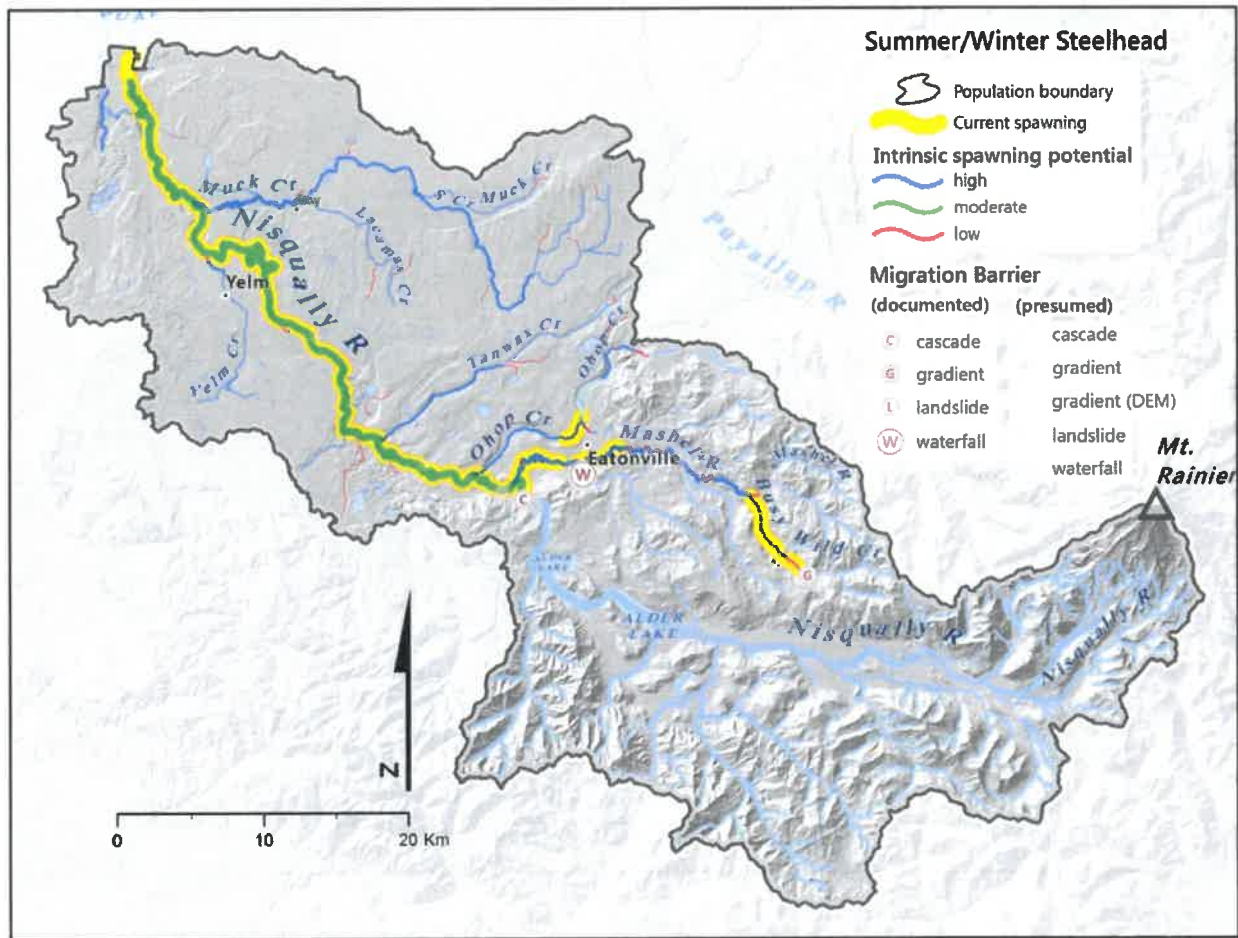 Summer/Winter Steelhead
Population boundary
Current spawning
Intrinsic spawning potential
high
moderate
low
Migration Barrier
(documented) (presumed)
C cascade cascade
G gradient gradient
L landslide gradient (DEM)
W waterfall landslide
waterfall
Mt.
Rainier
Muck Cr
S Cr Muck Cr
Lacamas Cr
Nisqually R
Puyallup R
Yelm
Yelm Cr
Tanwax Cr
Ohop Cr
Ohop Cr
Mashel R
Eatonville
Mashel R
Busy Wild Cr
W
C
G
ALDER
LAKE
ALDER
LAKE
Nisqually R
Nisqually R
N
0 10 20 Km